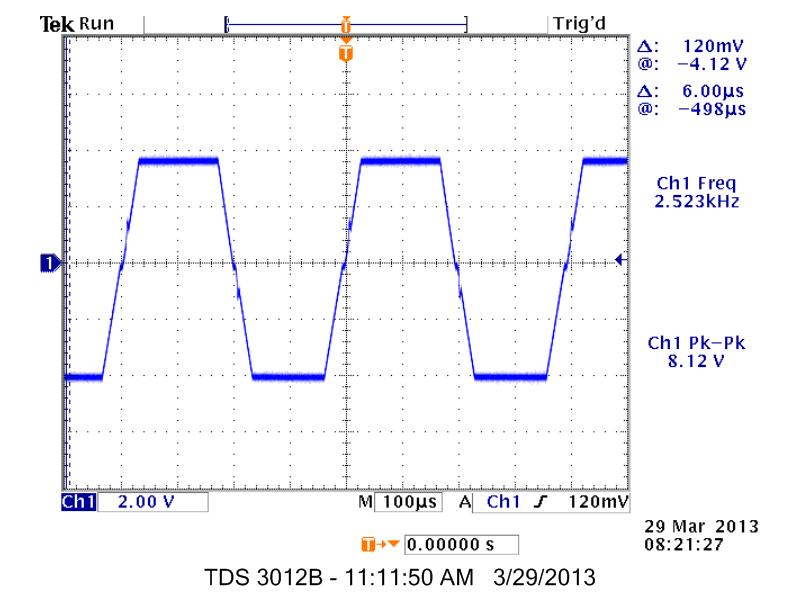 Tek Run Trig'd
T
T
Δ: 120mV
@: −4.12 V
Δ: 6.00µs
@: −498µs
Ch1 Freq
2.523kHz
1
Ch1 Pk−Pk
8.12 V
Ch1 2.00 V M 100µs A Ch1 120mV
T 0.00000 s
29 Mar 2013
08:21:27
TDS 3012B - 11:11:50 AM 3/29/2013